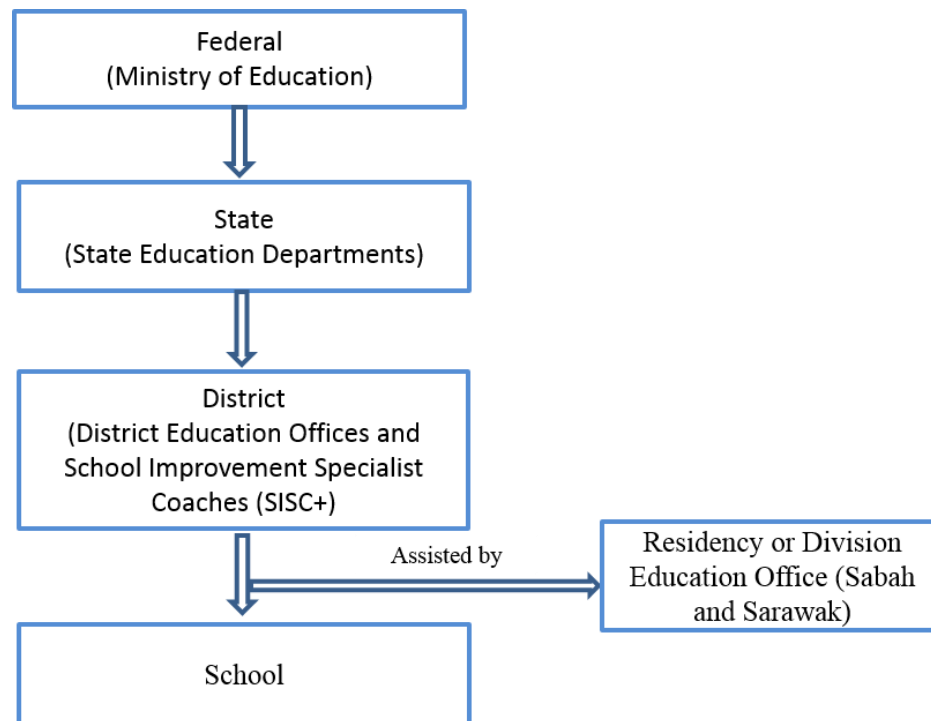 Federal
(Ministry of Education)
State
(State Education Departments)
District
(District Education Offices and
School Improvement Specialist
Coaches (SISC+)
Assisted by
Residency or Division
Education Office (Sabah
and Sarawak)
School